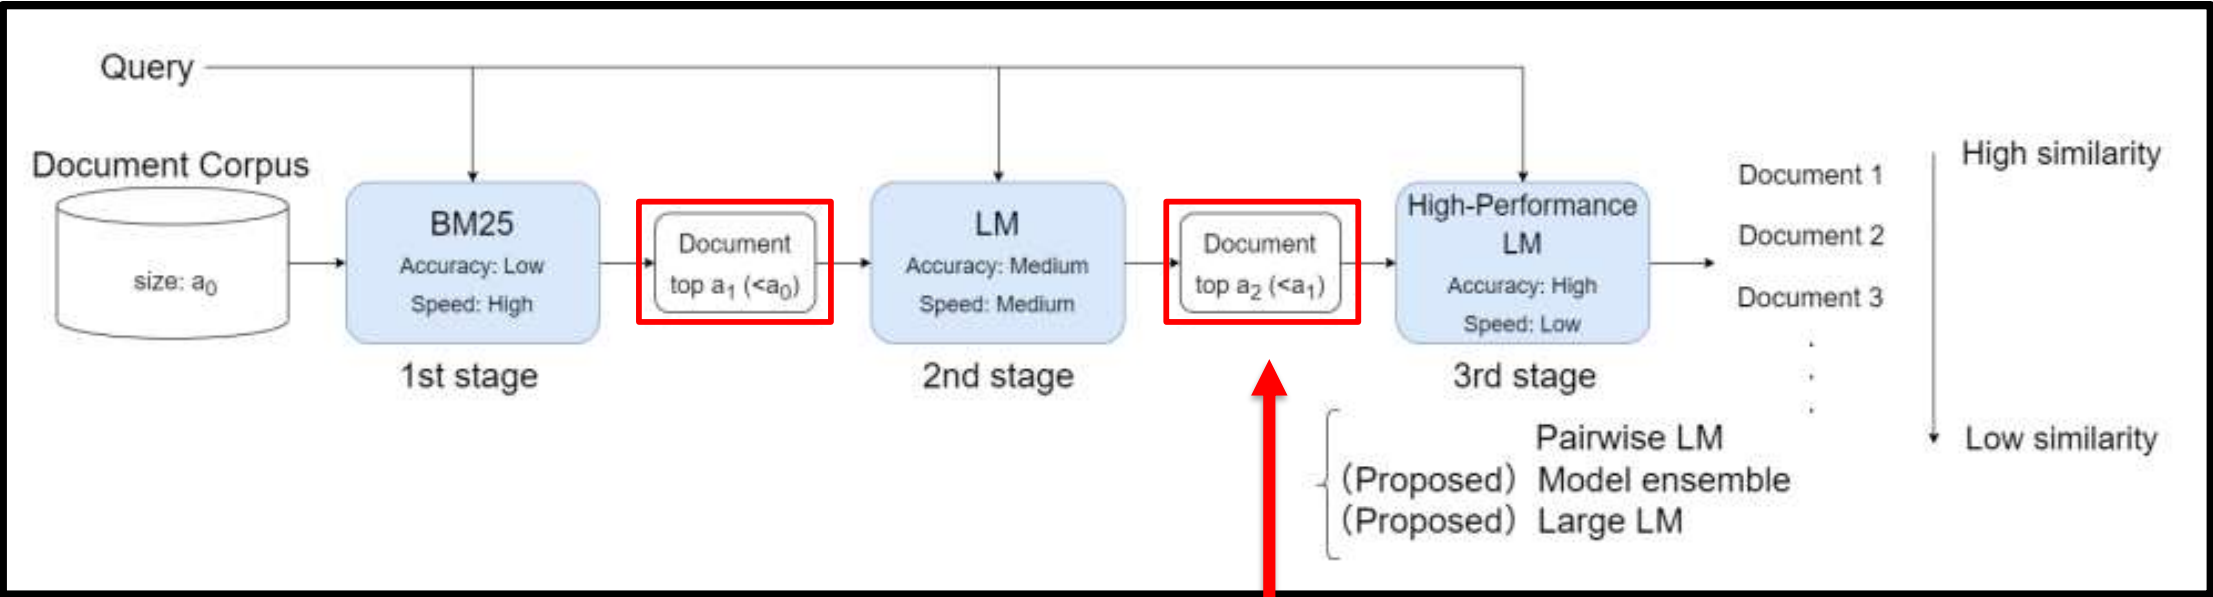 Query
Document Corpus
size: a₀
BM25
Accuracy: Low
Speed: High
1st stage
Document
top a₁ (<a₀)
LM
Accuracy: Medium
Speed: Medium
2nd stage
Document
top a₂ (<a₁)
High-Performance
LM
Accuracy: High
Speed: Low
3rd stage
Pairwise LM
(Proposed) Model ensemble
(Proposed) Large LM
Document 1
Document 2
Document 3
.
.
.
High similarity
Low similarity